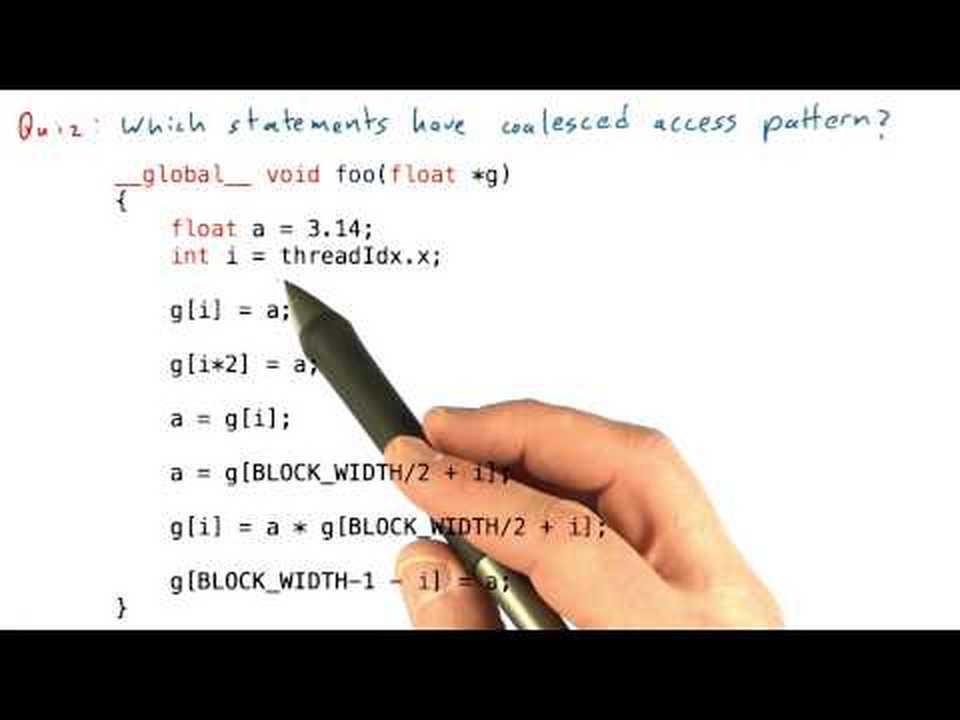 Quiz: Which statements have coalesced access pattern?
__global__ void foo(float *g)
{
float a = 3.14;
int i = threadIdx.x;
g[i] = a;
g[i*2] = a;
a = g[i];
a = g[BLOCK_WIDTH/2 + i];
g[i] = a * g[BLOCK_WIDTH/2 + i];
g[BLOCK_WIDTH-1 - i] = a;
}